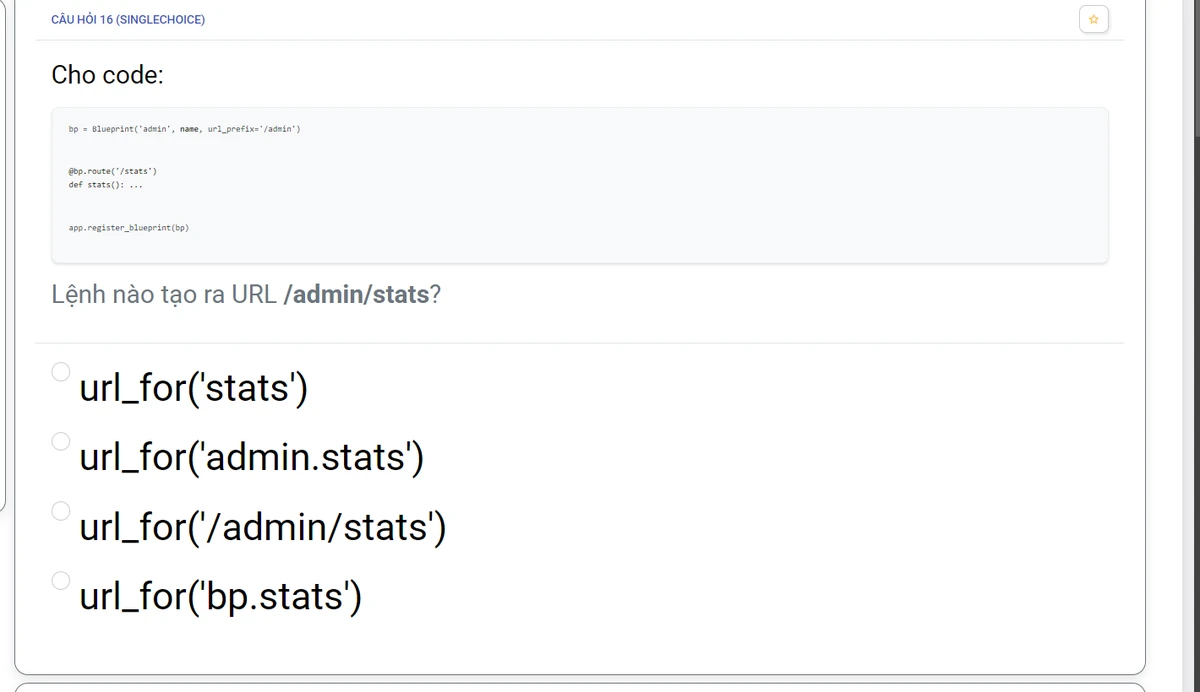 CÂU HỎI 16 (SINGLECHOICE)
Cho code:
bp = Blueprint('admin', name, url_prefix='/admin')
@bp.route('/stats')
def stats(): ...
app.register_blueprint(bp)
Lệnh nào tạo ra URL /admin/stats?
url_for('stats')
url_for('admin.stats')
url_for('/admin/stats')
url_for('bp.stats')